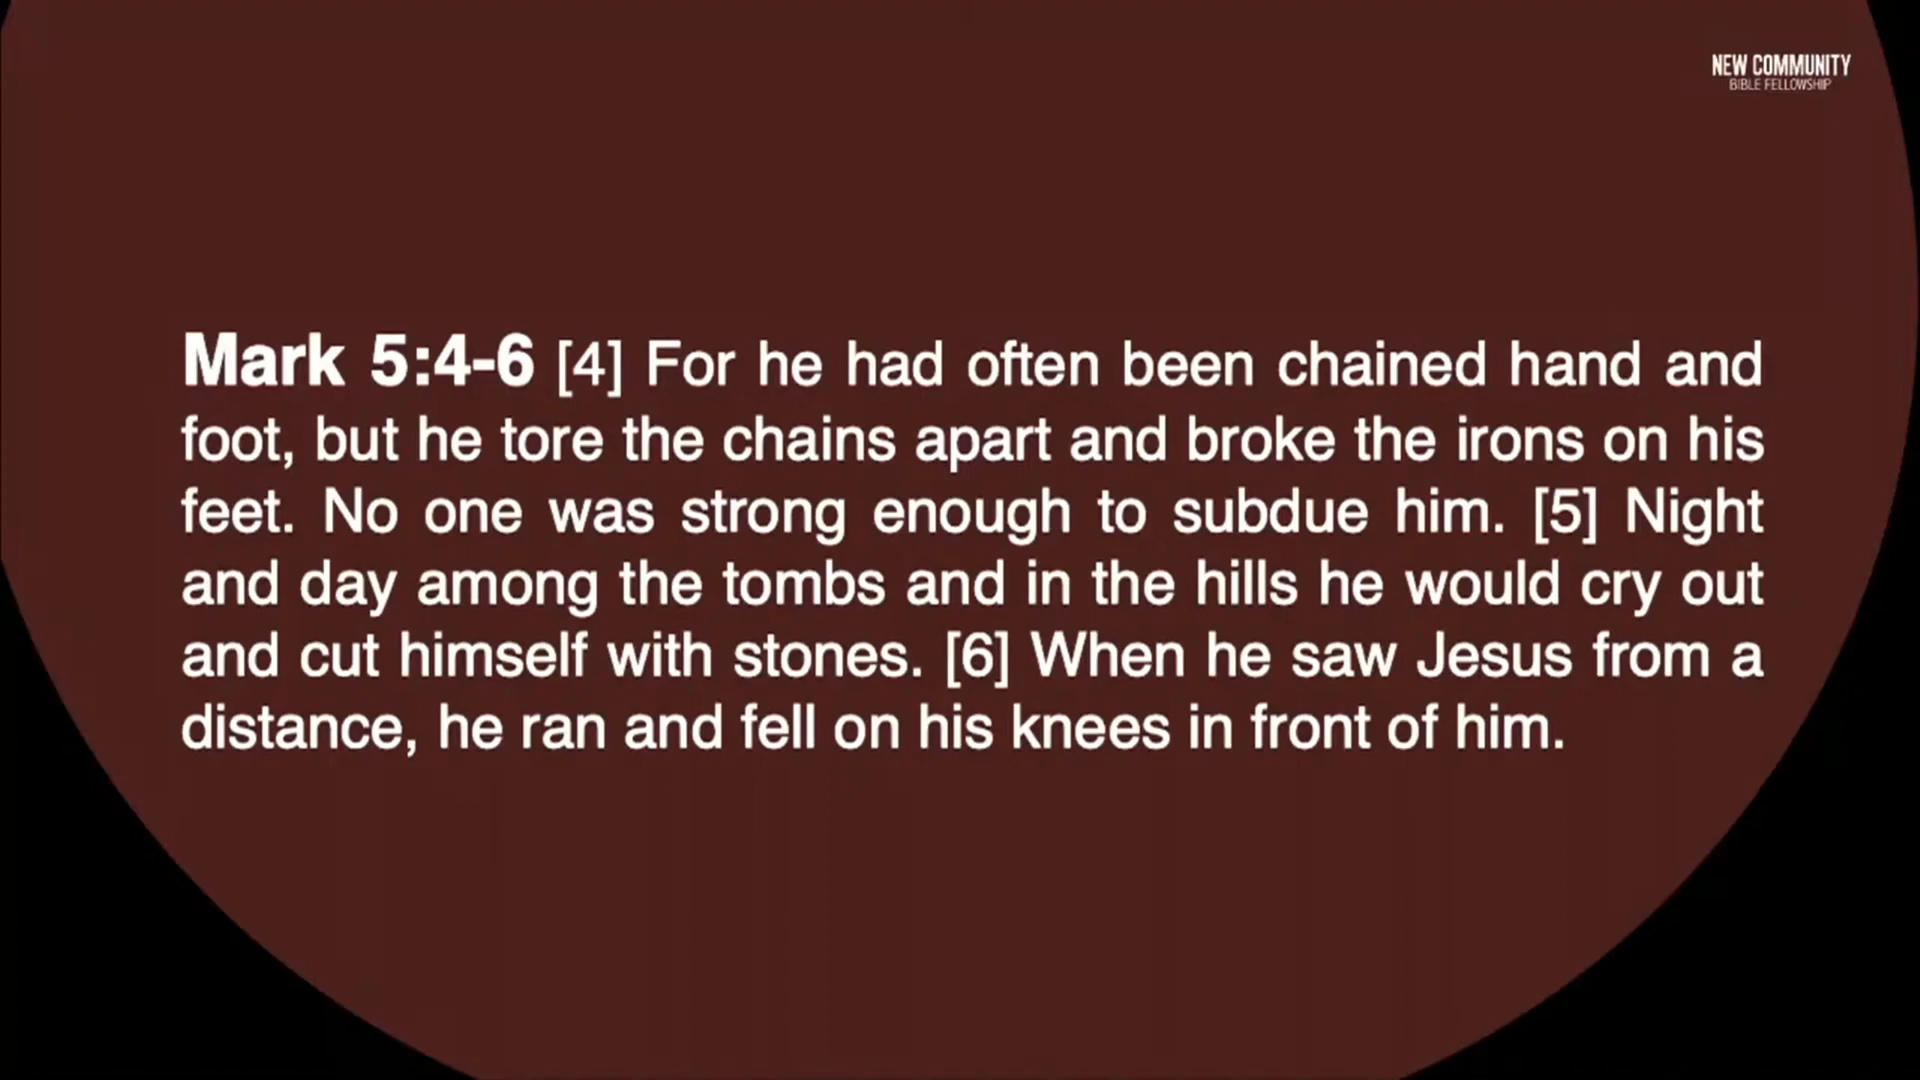 NEW COMMUNITY
BIBLE FELLOWSHIP
Mark 5:4-6 [4] For he had often been chained hand and
foot, but he tore the chains apart and broke the irons on his
feet. No one was strong enough to subdue him. [5] Night
and day among the tombs and in the hills he would cry out
and cut himself with stones. [6] When he saw Jesus from a
distance, he ran and fell on his knees in front of him.